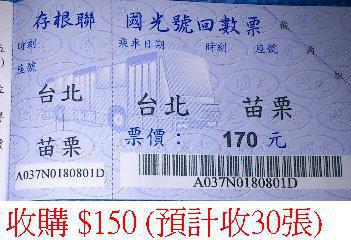 存根聯
時刻
座號
台北
苗栗
A037N0180801D
國光號回數票
乘車日期 時刻 座號
台北 苗栗
票價： 170 元
A037N0180801D
收購 $150 (預計收30張)